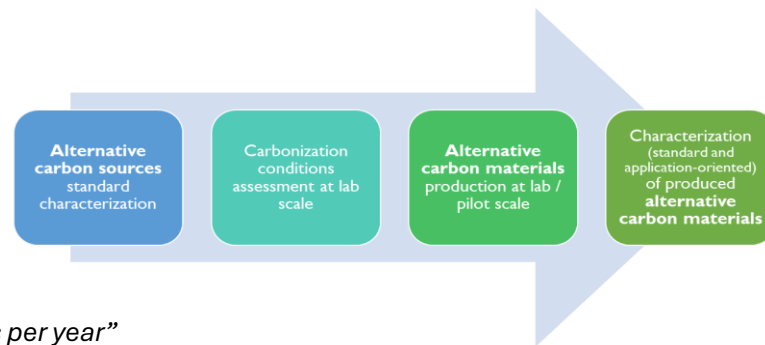 Alternative
carbon sources
standard
characterization
Carbonization
conditions
assessment at lab
scale
Alternative
carbon materials
production at lab /
pilot scale
Characterization
(standard and
application-oriented)
of produced
alternative
carbon materials
per year”